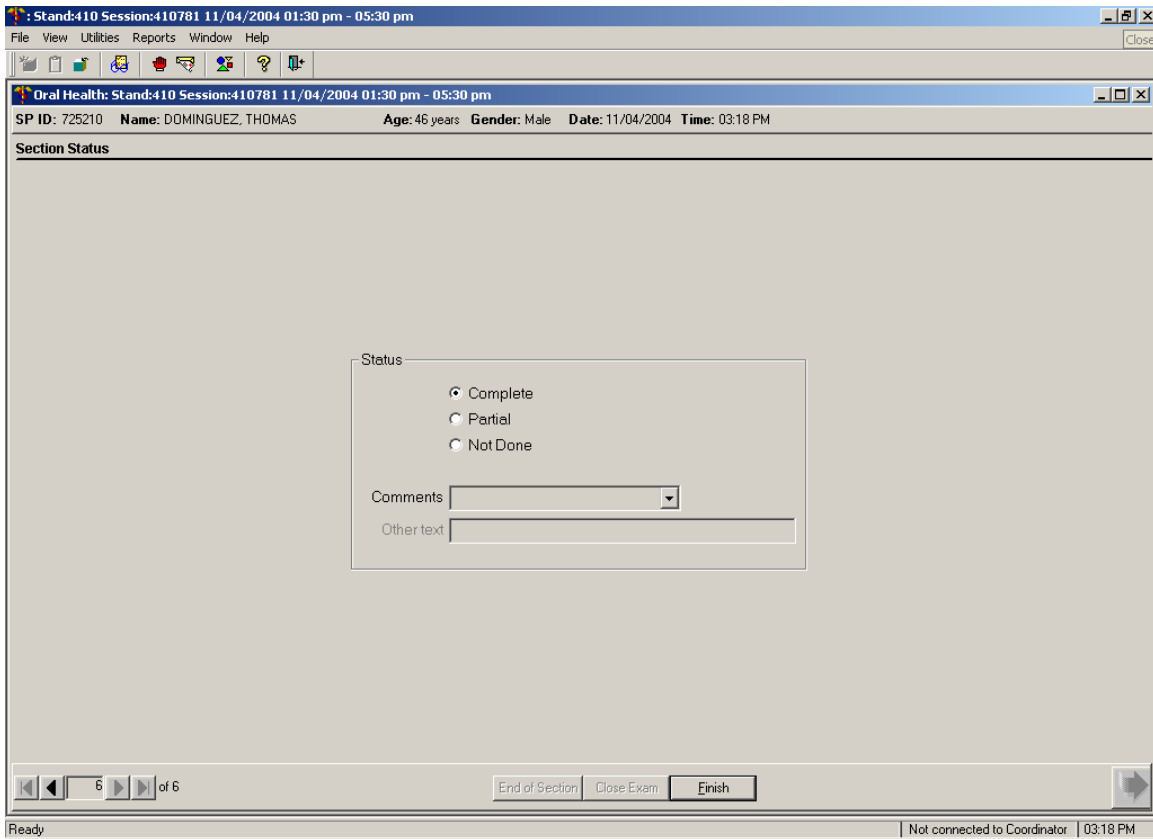 : Stand:410 Session:410781 11/04/2004 01:30 pm - 05:30 pm
File View Utilities Reports Window Help
Close
Oral Health: Stand:410 Session:410781 11/04/2004 01:30 pm - 05:30 pm
SP ID: 725210 Name: DOMINGUEZ, THOMAS Age: 46 years Gender: Male Date: 11/04/2004 Time: 03:18 PM
Section Status
Status
Complete
Partial
Not Done
Comments
Other text
6 of 6 End of Section Close Exam Finish
Ready Not connected to Coordinator 03:18 PM